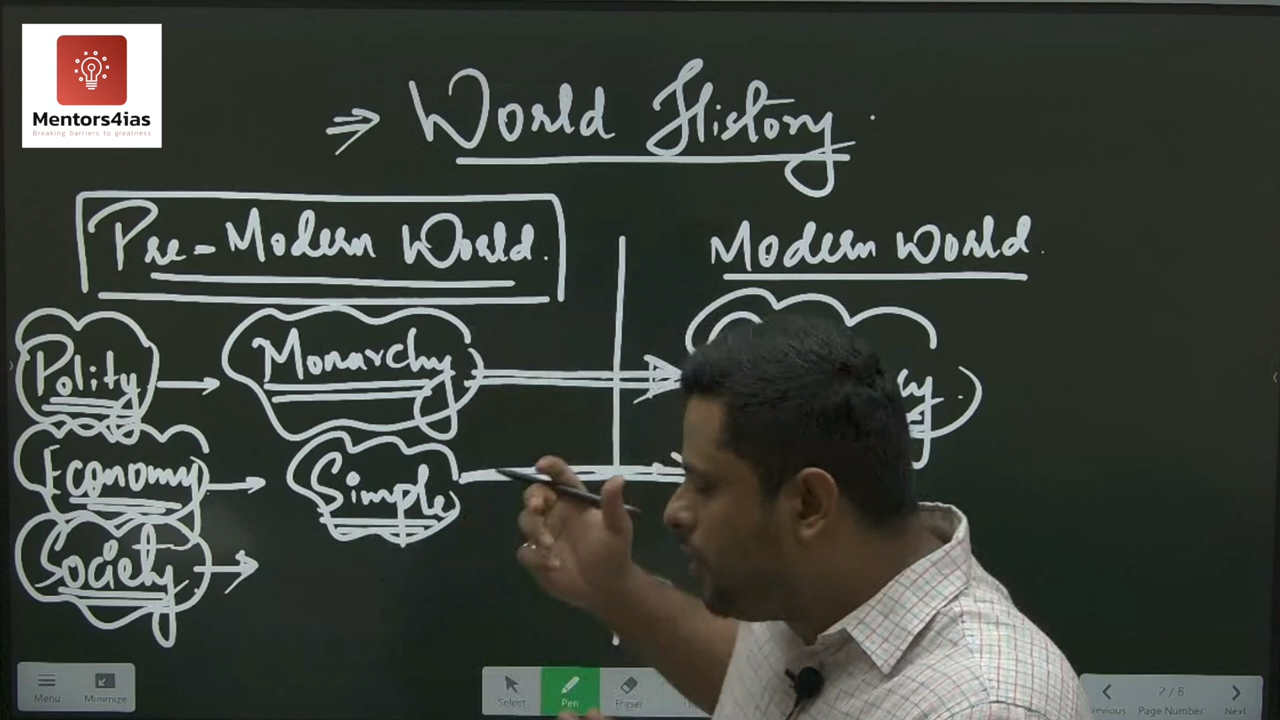 Mentors4ias
Breaking barriers to greatness
⇒ World History.
Pre-Modern World.
Modern World.
Polity → Monarchy
Economy → Simple
Society →
Menu
Minimize
Select
Pen
Eraser
2/8
Page Number
Next